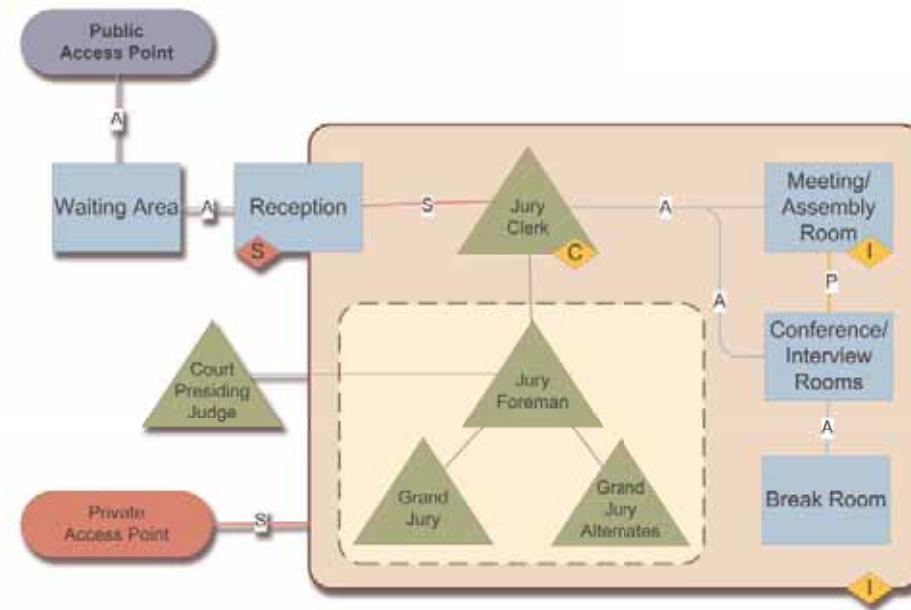 Public
Access Point
A
Waiting Area
A
Reception
S
S
Jury
Clerk
C
A
A
Meeting/
Assembly
Room
I
P
Conference/
Interview
Rooms
A
Break Room
Court
Presiding
Judge
Jury
Foreman
Grand
Jury
Grand
Jury
Alternates
Private
Access Point
S
I